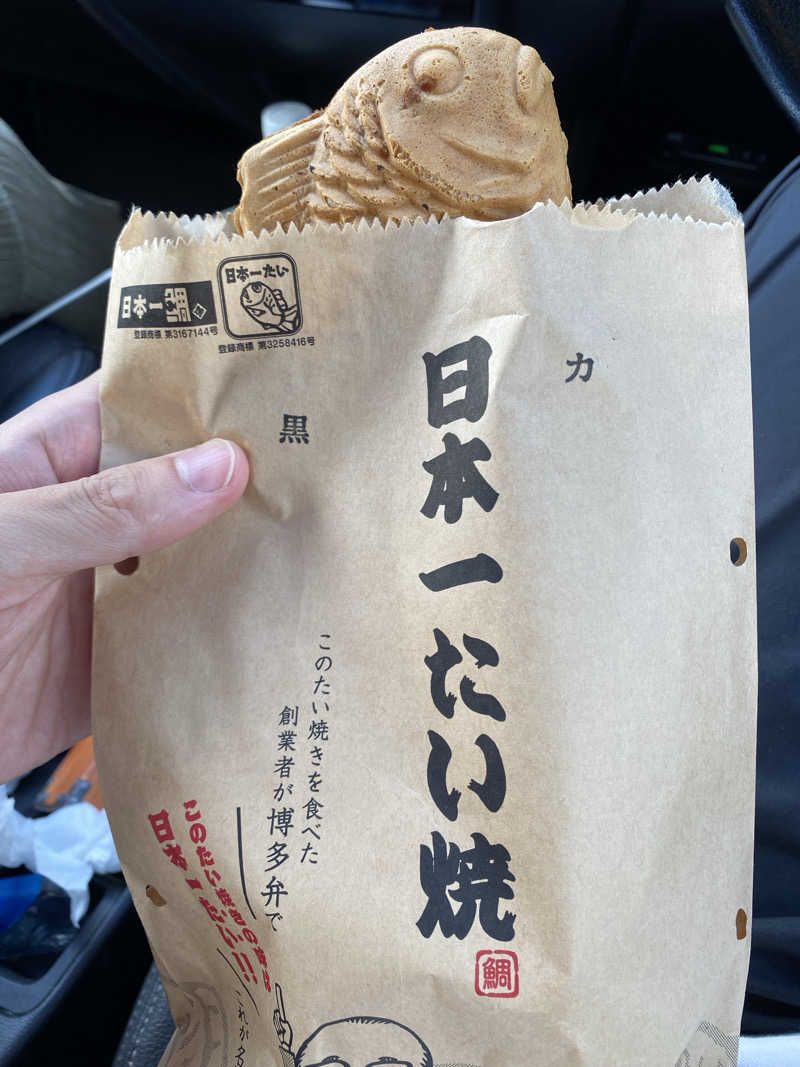 日本一鯛
登録商標 第3167144号
日本一たい
登録商標 第3258416号
カ
黒
日本一たい焼
鯛
このたい焼きを食べた
創業者が博多弁で
このたい焼きの味は
日本一たい!!!
これが名